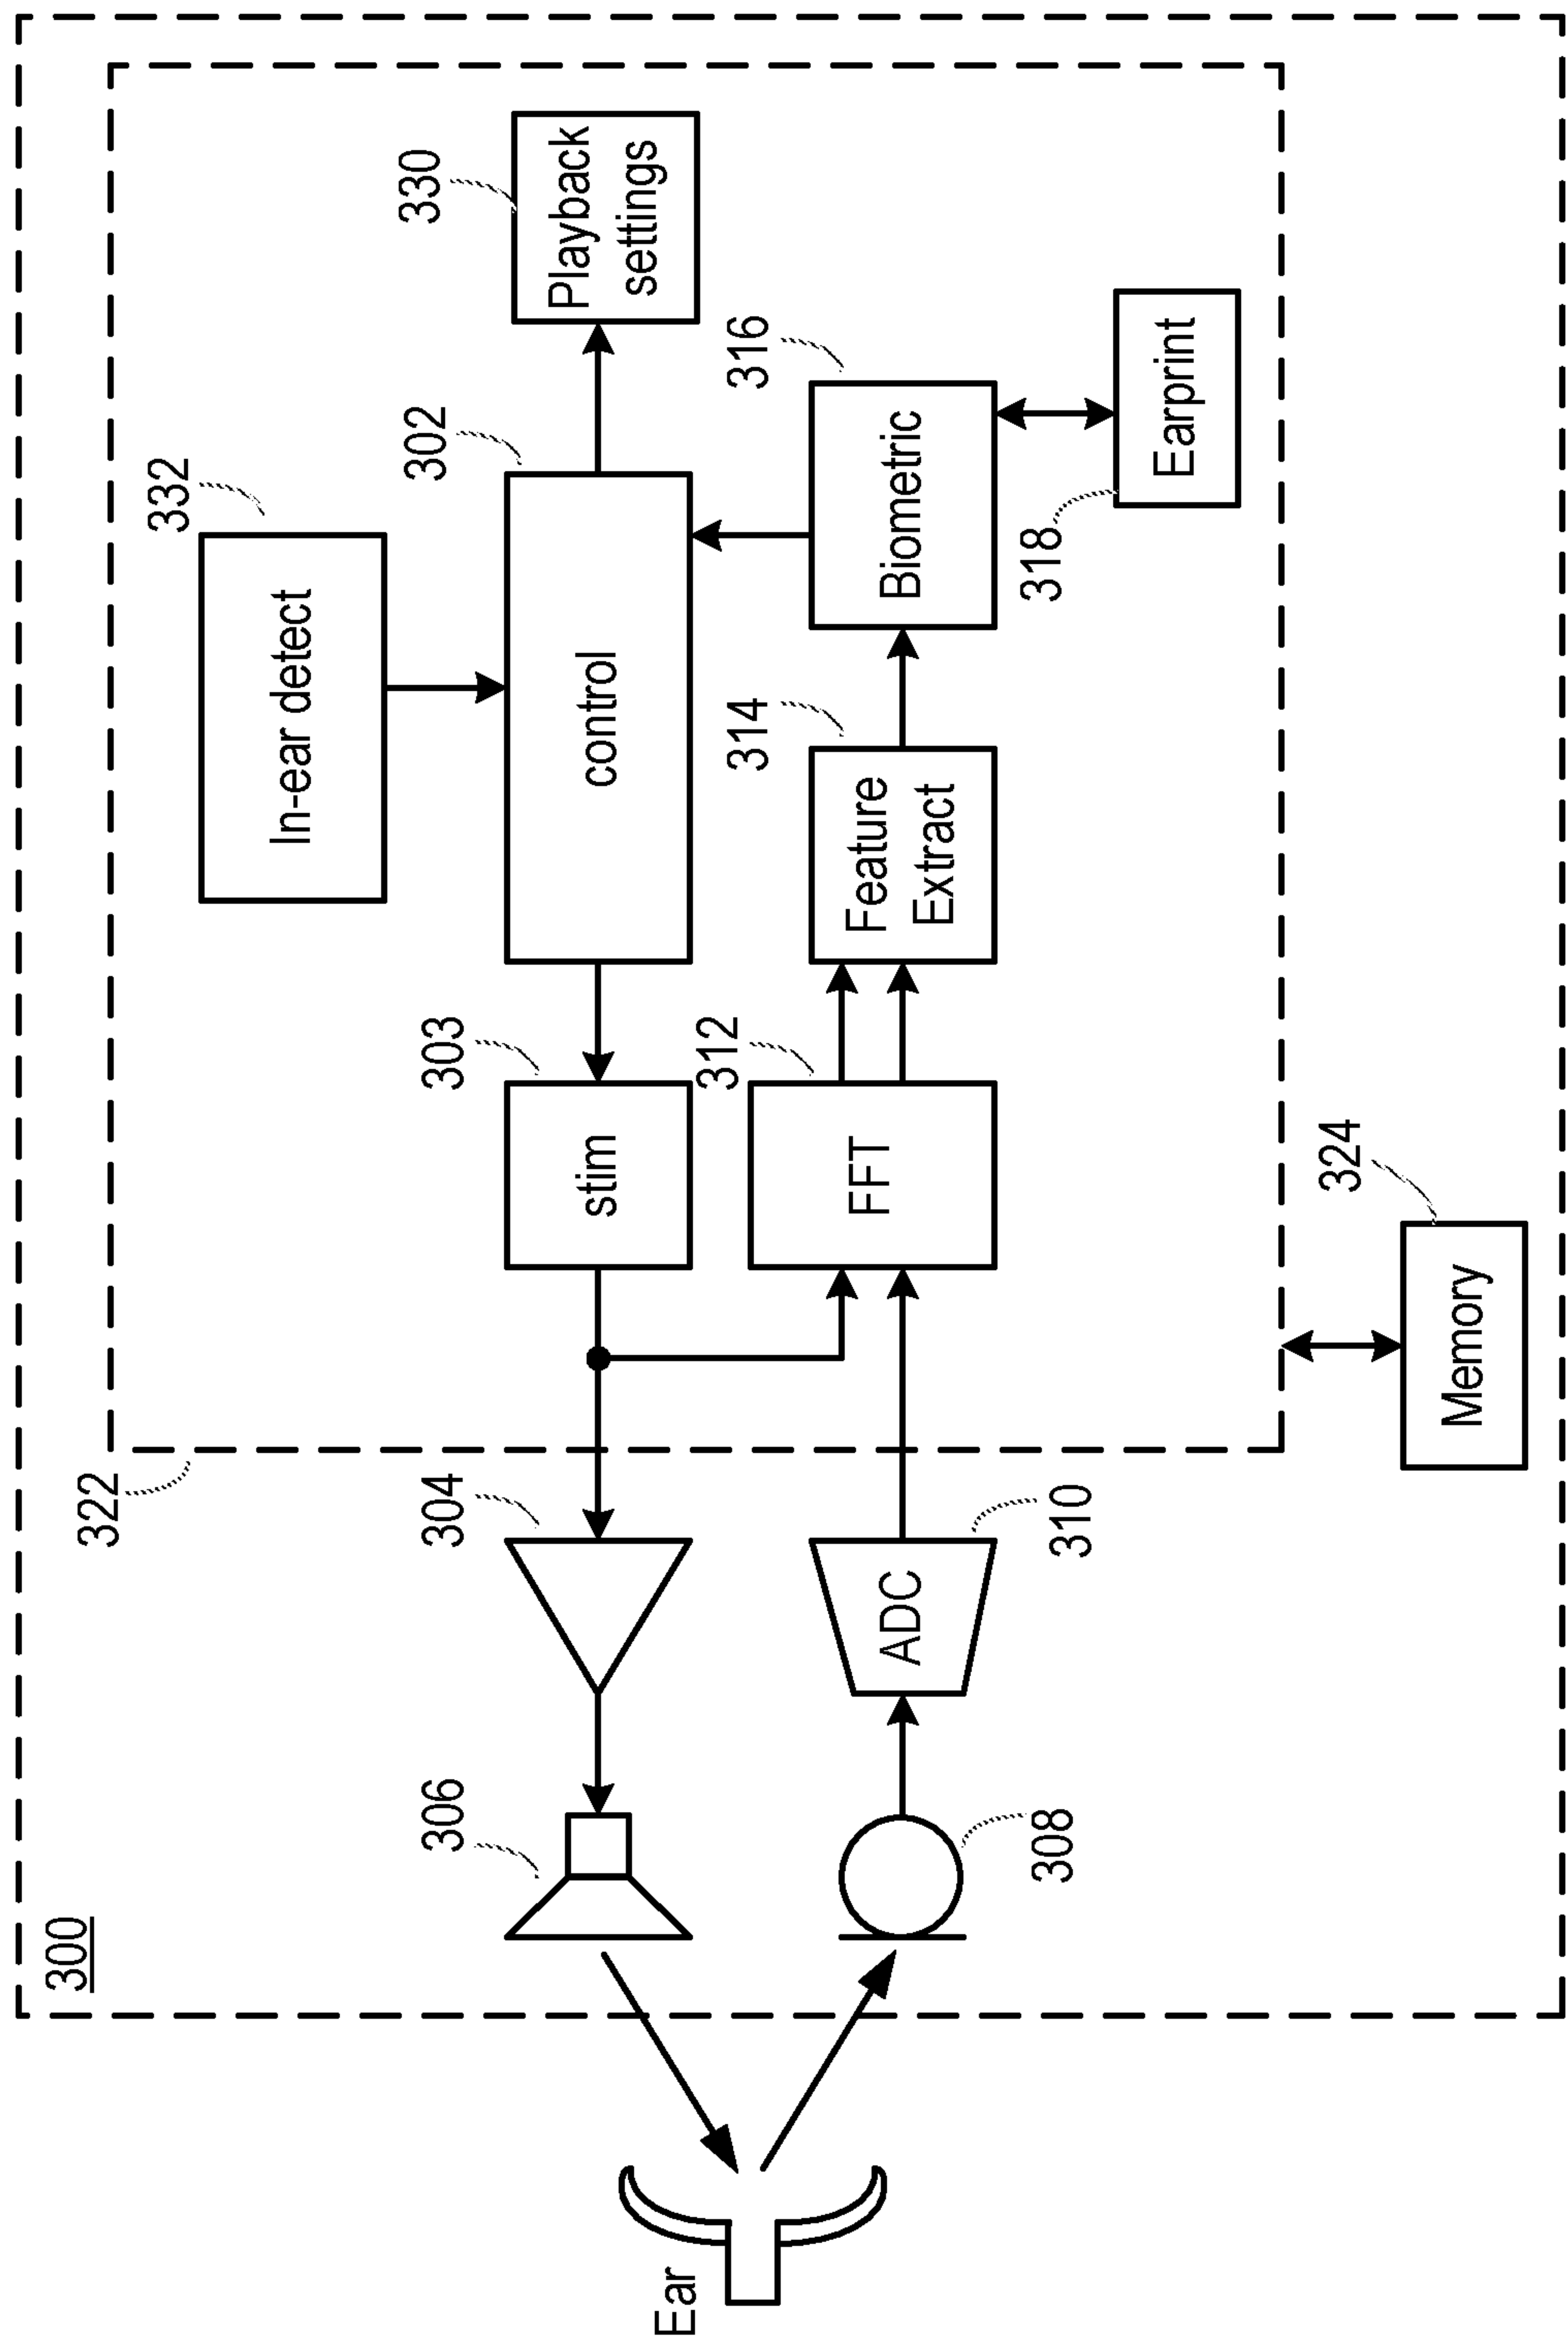 300
322
332
In-ear detect
330
Playback
settings
302
control
303
stim
304
306
Ear
308
310
ADC
312
FFT
314
Feature
Extract
316
Biometric
318
Earprint
324
Memory